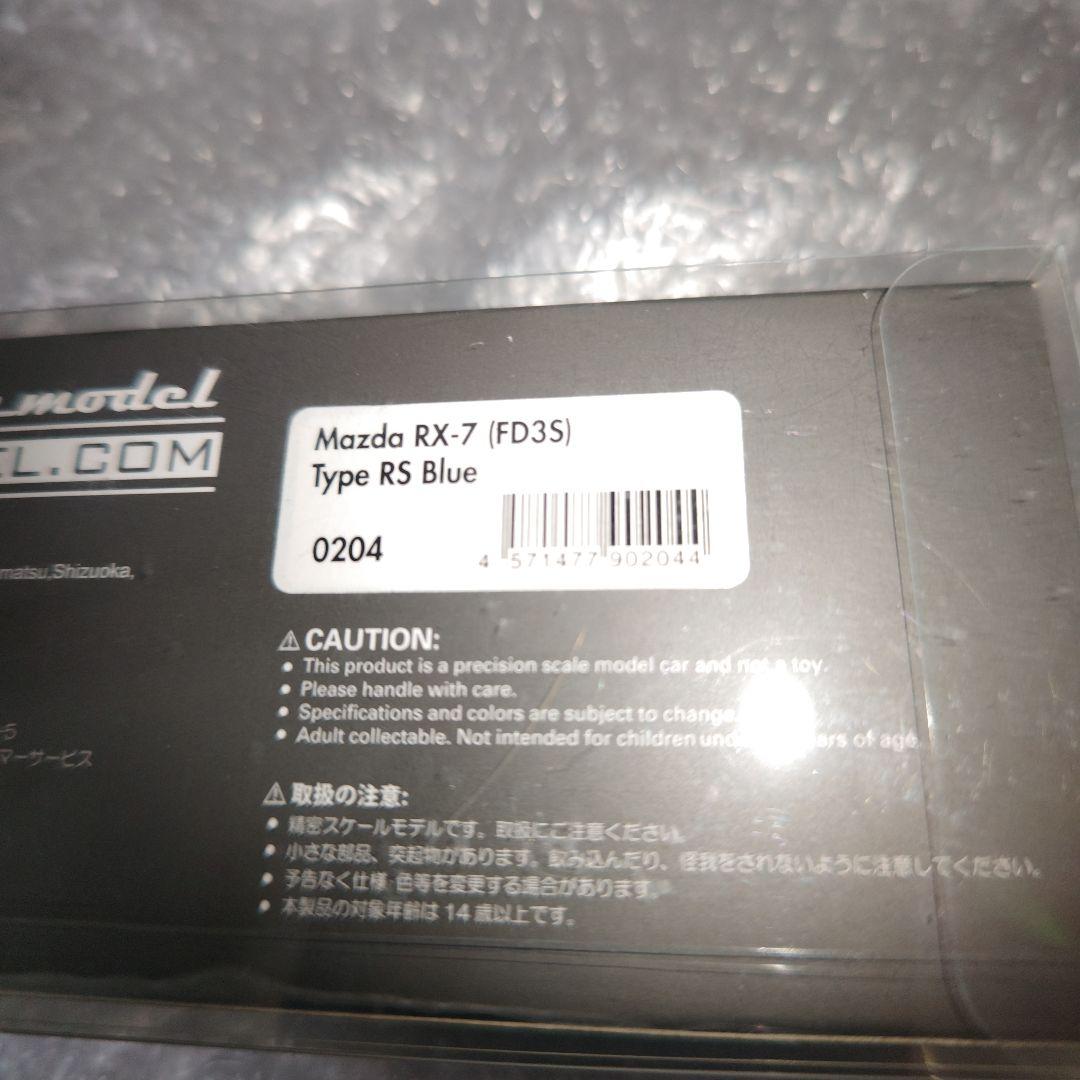 model
L.COM
Mazda RX-7 (FD3S)
Type RS Blue
0204
4 571477 902044
matsu,Shizuoka,
-5
マーサービス
⚠ CAUTION:
• This product is a precision scale model car and not a toy.
• Please handle with care.
• Specifications and colors are subject to change
• Adult collectable. Not intended for children of age
⚠ 取扱の注意:
• 精密スケールモデルです。取扱にご注意ください。
• 小さな部品、突起物があります。飲み込んだり、怪我をされないように注意してください。
• 予告なく仕様・色等を変更する場合があります。
• 本製品の対象年齢は14歳以上です。